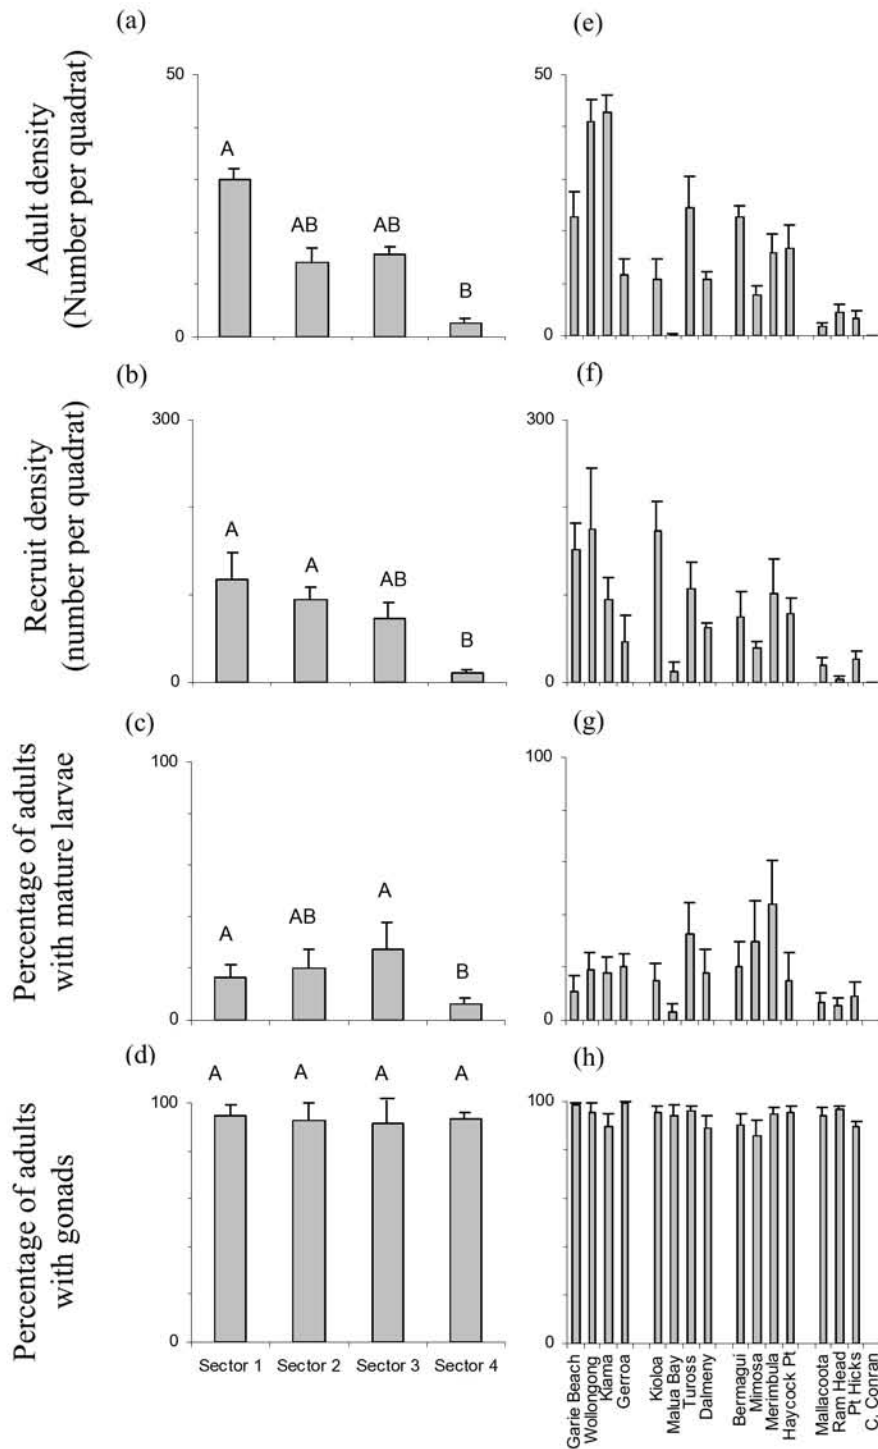 (a)
(e)
Adult density
(Number per quadrat)
50
A
AB
AB
B
0
50
0
(b)
(f)
Recruit density
(number per quadrat)
300
A
A
AB
B
0
300
0
(c)
(g)
Percentage of adults
with mature larvae
100
A
AB
A
B
0
100
0
(d)
(h)
Percentage of adults
with gonads
A
A
A
A
100
0
100
0
Sector 1 Sector 2 Sector 3 Sector 4
Garie Beach
Wollongong
Kiama
Gerroa
Kioloa
Malua Bay
Tuross
Dalmeny
Bermagui
Mimosa
Merimbula
Haycock Pt
Mallacoota
Ram Head
Pt Hicks
C. Conran